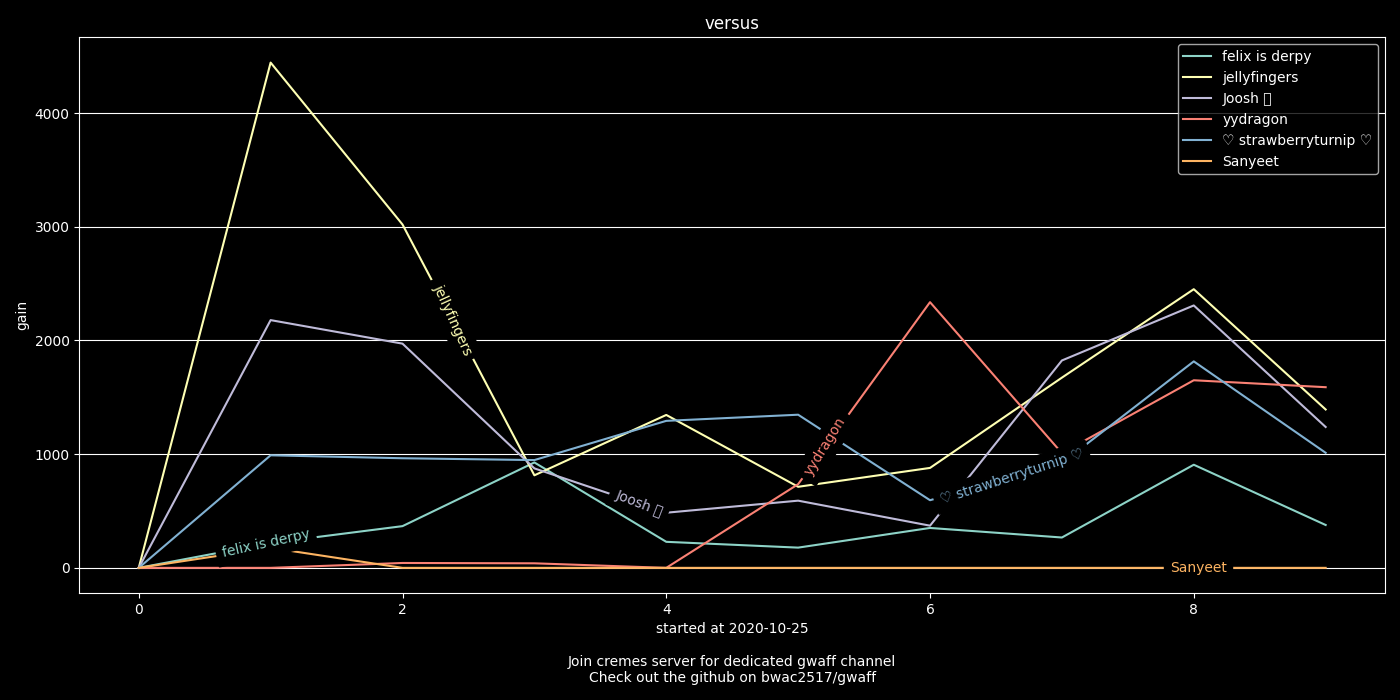 versus
felix is derpy
jellyfingers
Joosh
yydragon
♡ strawberryturnip ♡
Sanyeet
gain
4000
3000
2000
1000
0
jellyfingers
yydragon
Joosh
♡ strawberryturnip ♡
felix is derpy
Sanyeet
0 2 4 6 8
started at 2020-10-25
Join cremes server for dedicated gwaff channel
Check out the github on bwac2517/gwaff